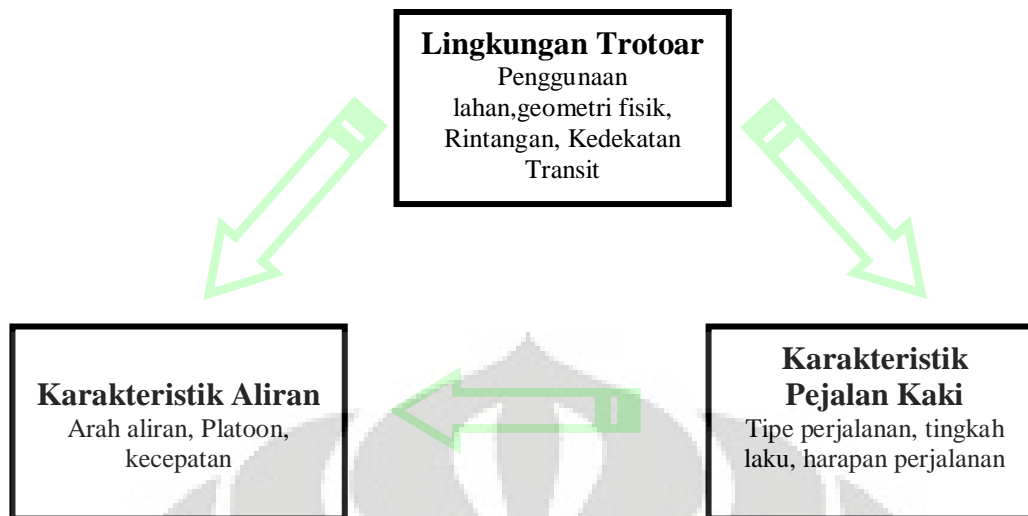 Lingkungan Trotoar
Penggunaan
lahan,geometri fisik,
Rintangan, Kedekatan
Transit
Karakteristik Aliran
Arah aliran, Platoon,
kecepatan
Karakteristik
Pejalan Kaki
Tipe perjalanan, tingkah
laku, harapan perjalanan